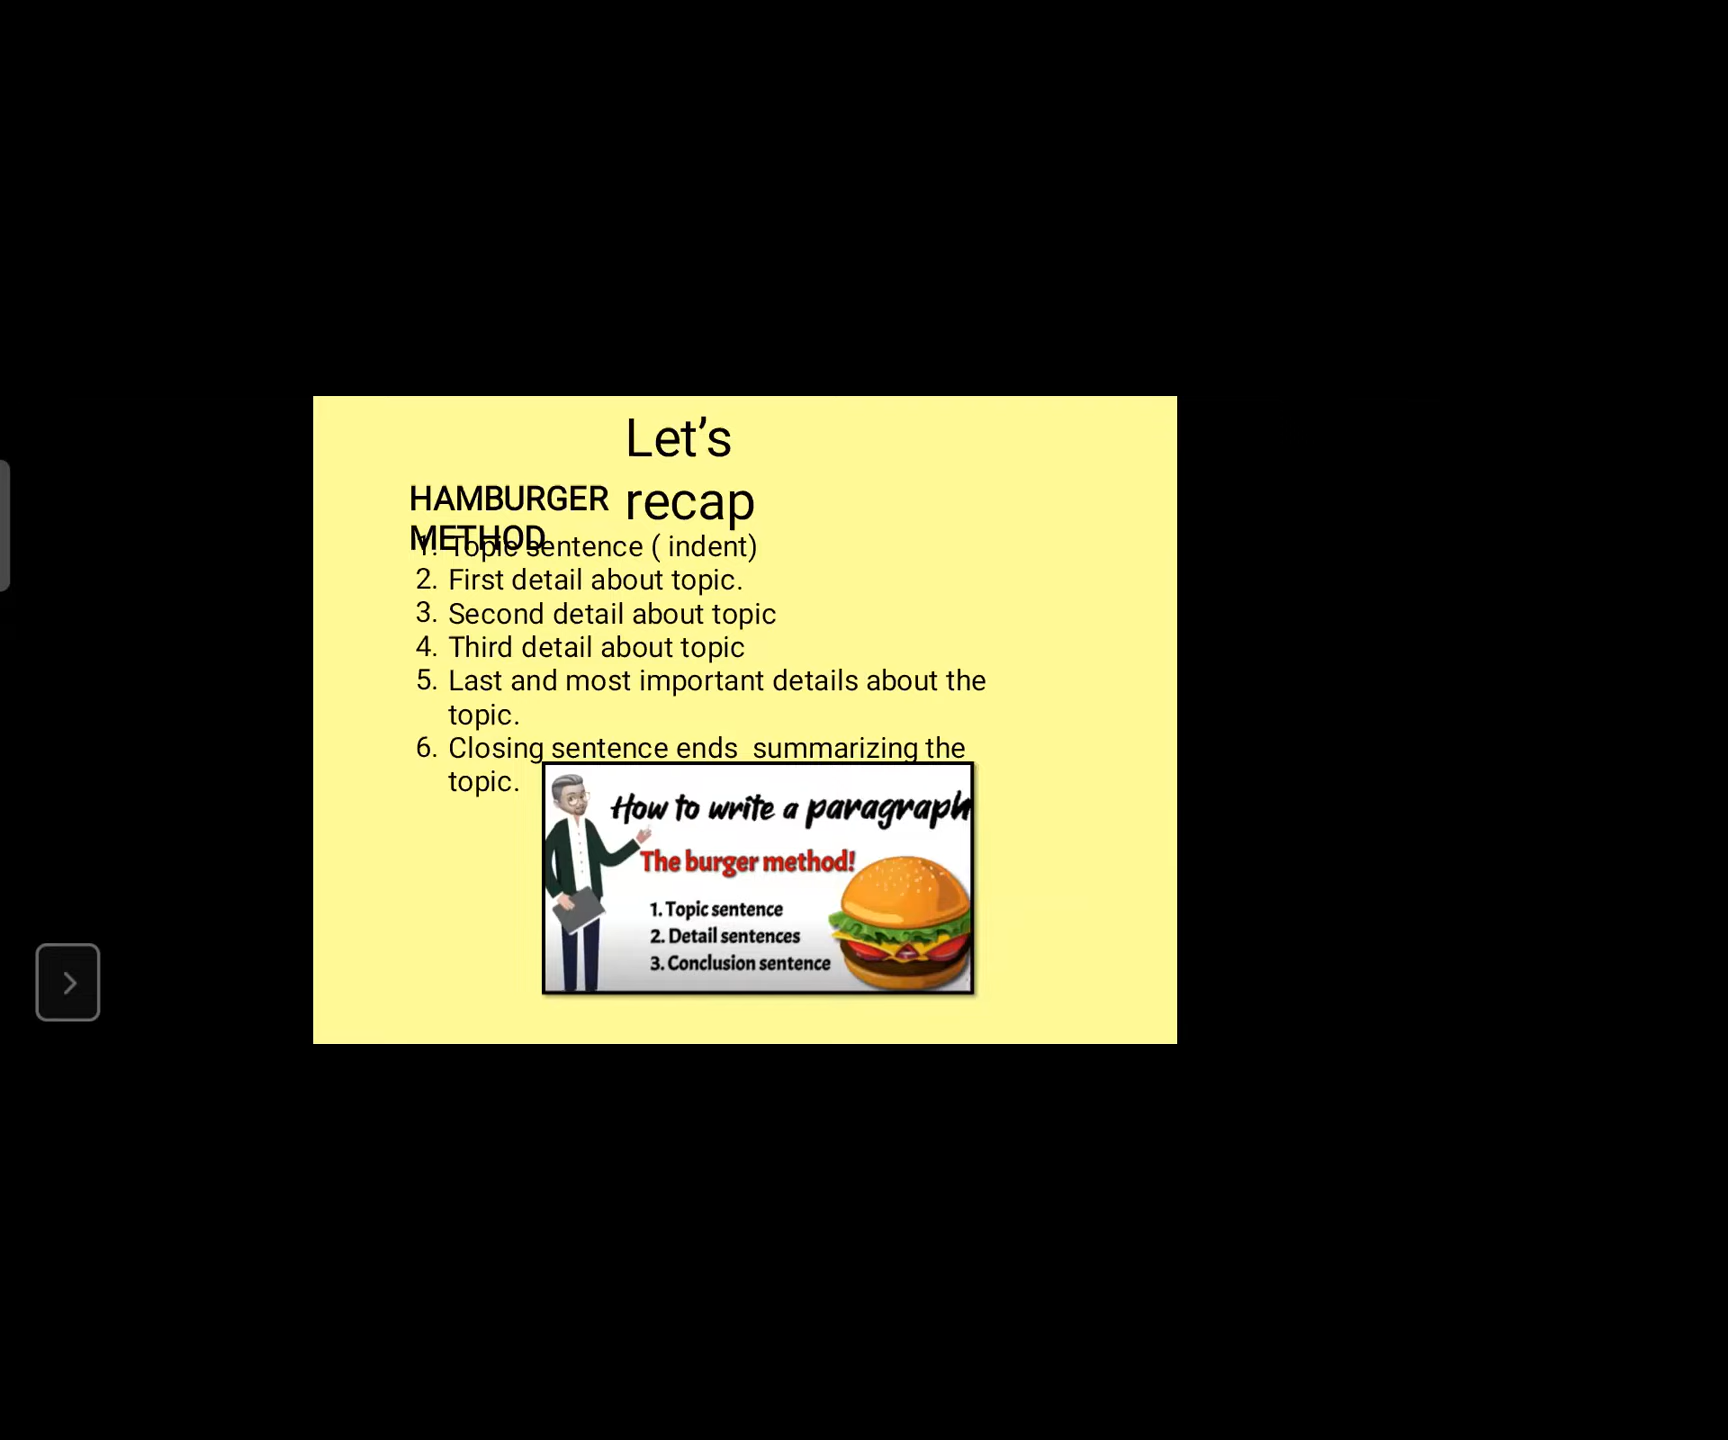 Let’s
recap
HAMBURGER
METHOD
1. Topic sentence ( indent)
2. First detail about topic.
3. Second detail about topic
4. Third detail about topic
5. Last and most important details about the
topic.
6. Closing sentence ends  summarizing the
topic.
How to write a paragraph
The burger method!
1. Topic sentence
2. Detail sentences
3. Conclusion sentence